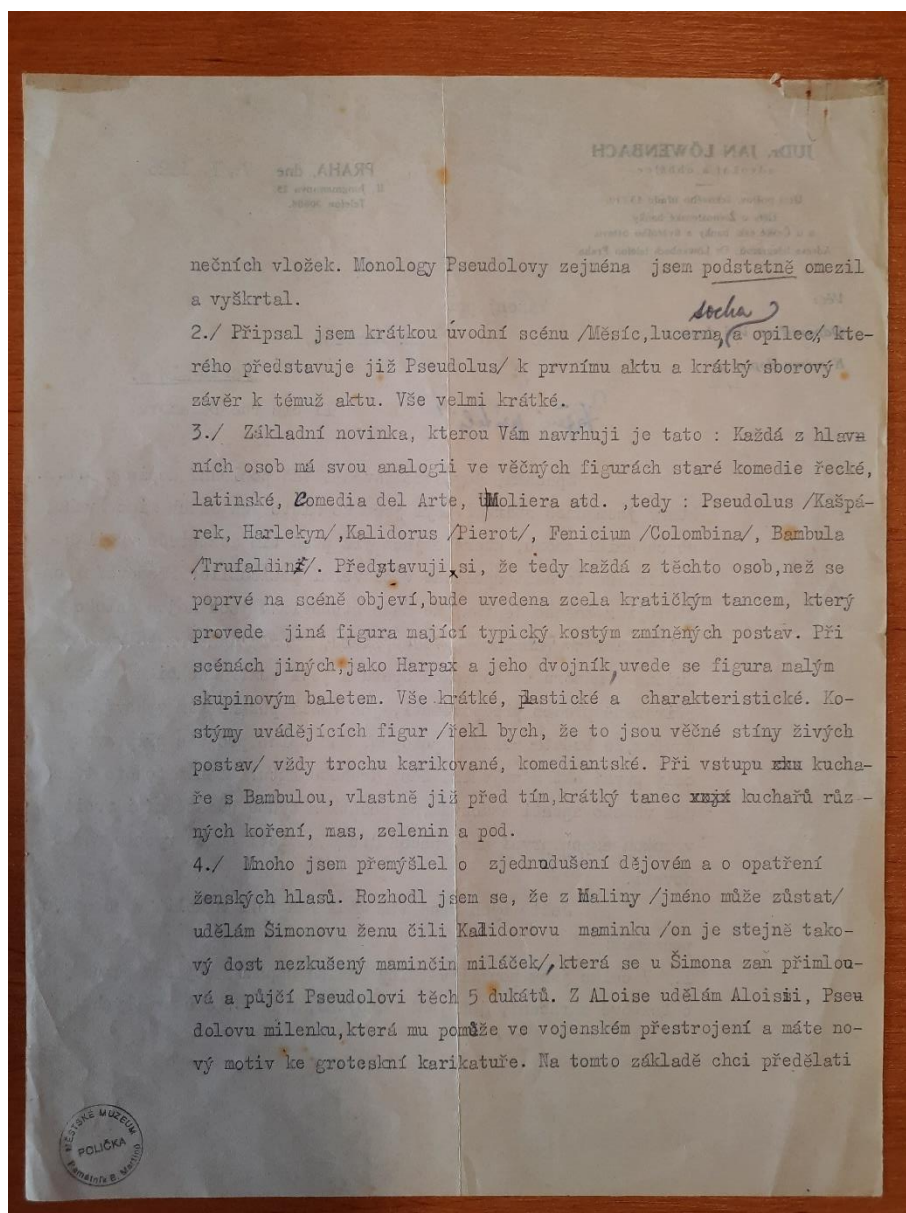 JUDr. JAN LÖWENBACH
PRAHA, dne
nečních vložek. Monology Pseudolovy zejména jsem podstatně omezil
a vyškrtal.
socha
2./ Připsal jsem krátkou úvodní scénu /Měsíc,lucerna, a opilec/, kte-
rého představuje již Pseudolus/ k prvnímu aktu a krátký sborový
závěr k témuž aktu. Vše velmi krátké.
3./ Základní novinka, kterou Vám navrhuji je tato : Každá z hlav
ních osob má svou analogii ve věčných figurách staré komedie řecké,
latinské, Comedia del Arte, u Moliera atd. ,tedy : Pseudolus /Kašpá-
rek, Harlekyn/,Kalidorus /Pierot/, Fenicium /Colombina/, Bambula
/Trufaldin/. Představuji si, že tedy každá z těchto osob,než se
poprvé na scéně objeví,bude uvedena zcela kratičkým tancem, který
provede jiná figura mající typický kostým zmíněných postav. Při
scénách jiných,jako Harpax a jeho dvojník,uvede se figura malým
skupinovým baletem. Vše krátké, plastické a charakteristické. Ko-
stýmy uvádějících figur /řekl bych, že to jsou věčné stíny živých
postav/ vždy trochu karikované, komediantské. Při vstupu kucha-
ře s Bambulou, vlastně již před tím,krátký tanec kuchařů růz -
ných koření, mas, zelenin a pod.
4./ Mnoho jsem přemýšlel o zjednudušení dějovém a o opatření
ženských hlasů. Rozhodl jsem se, že z Maliny /jméno může zůstat/
udělám Šimonovu ženu čili Kalidorovu maminku /on je stejně tako-
vý dost nezkušený maminčin miláček/,která se u Šimona zaň přimlou-
vá a půjčí Pseudolovi těch 5 dukátů. Z Aloise udělám Aloisii, Pseu
dolovu milenku,která mu pomůže ve vojenském přestrojení a máte no-
vý motiv ke groteskní karikatuře. Na tomto základě chci předělati
MĚSTSKÉ MUZEUM
POLIČKA
Památník B. Martinů